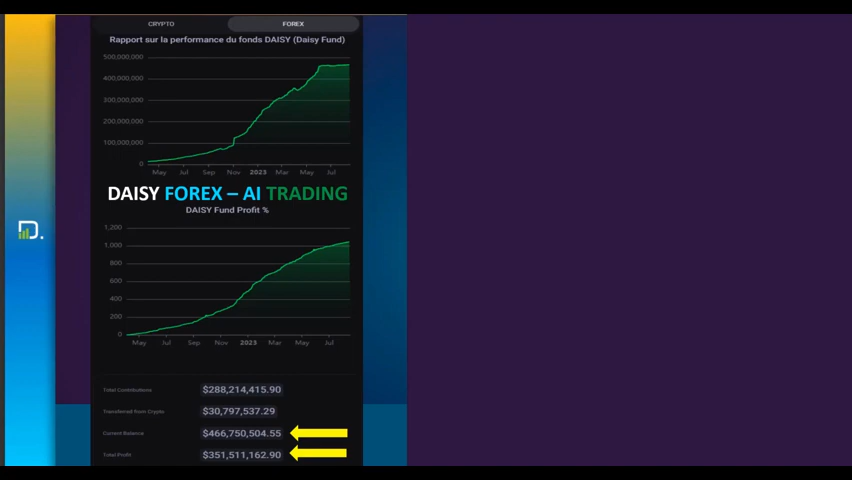 CRYPTO FOREX
Rapport sur la performance du fonds DAISY (Daisy Fund)
500,000,000
400,000,000
300,000,000
200,000,000
100,000,000
0
May Jul Sep Nov 2023 Mar May Jul
DAISY FOREX – AI TRADING
DAISY Fund Profit %
1,200
1,000
800
600
400
200
0
May Jul Sep Nov 2023 Mar May Jul
D.
Total Contributions $288,214,415.90
Transferred from Crypto $30,797,537.29
Current Balance $466,750,504.55
Total Profit $351,511,162.90